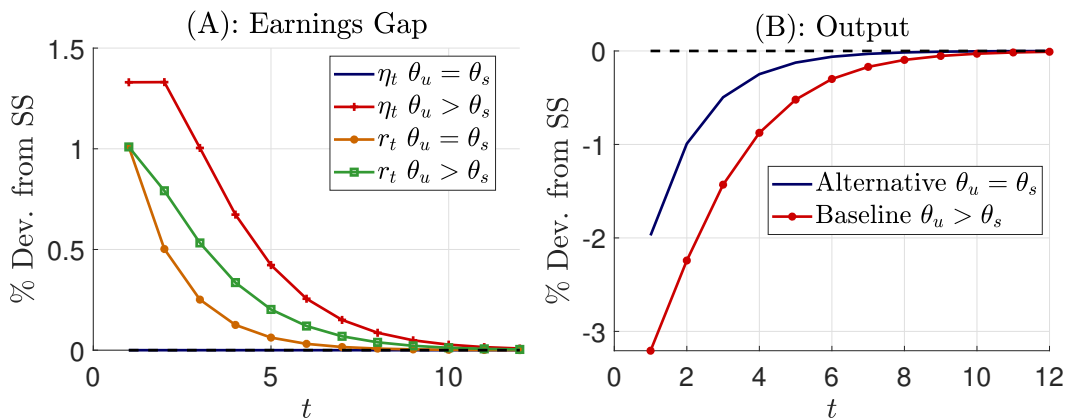 (A): Earnings Gap
% Dev. from SS
1.5
1
0.5
0
0
5
10
t
η_t θ_u = θ_s
η_t θ_u > θ_s
r_t θ_u = θ_s
r_t θ_u > θ_s
(B): Output
% Dev. from SS
0
-1
-2
-3
2
4
6
8
10
12
t
Alternative θ_u = θ_s
Baseline θ_u > θ_s